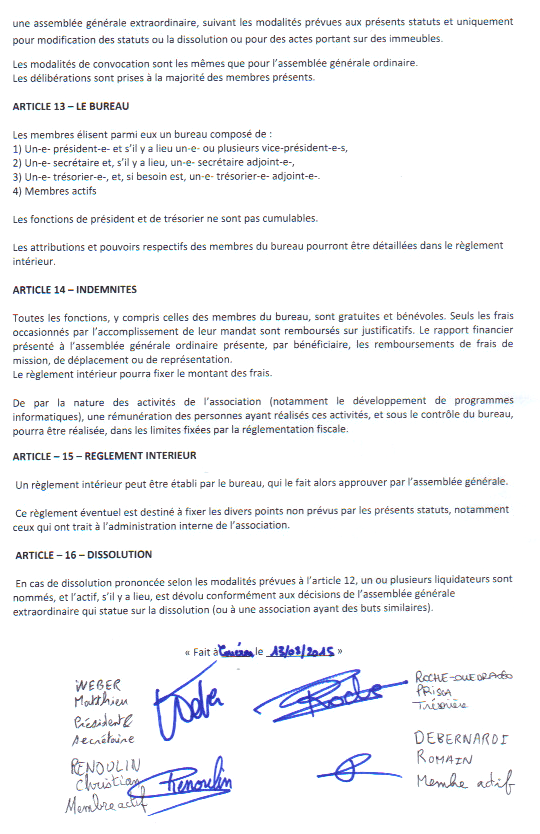 une assemblée générale extraordinaire, suivant les modalités prévues aux présents statuts et uniquement
pour modification des statuts ou la dissolution ou pour des actes portant sur des immeubles.
Les modalités de convocation sont les mêmes que pour l'assemblée générale ordinaire.
Les délibérations sont prises à la majorité des membres présents.
ARTICLE 13 – LE BUREAU
Les membres élisent parmi eux un bureau composé de :
1) Un-e- président-e- et s'il y a lieu un-e- ou plusieurs vice-président-e-s,
2) Un-e- secrétaire et, s'il y a lieu, un-e- secrétaire adjoint-e-,
3) Un-e- trésorier-e-, et, si besoin est, un-e- trésorier-e- adjoint-e-.
4) Membres actifs
Les fonctions de président et de trésorier ne sont pas cumulables.
Les attributions et pouvoirs respectifs des membres du bureau pourront être détaillées dans le règlement
intérieur.
ARTICLE 14 – INDEMNITES
Toutes les fonctions, y compris celles des membres du bureau, sont gratuites et bénévoles. Seuls les frais
occasionnés par l'accomplissement de leur mandat sont remboursés sur justificatifs. Le rapport financier
présenté à l'assemblée générale ordinaire présente, par bénéficiaire, les remboursements de frais de
mission, de déplacement ou de représentation.
Le règlement intérieur pourra fixer le montant des frais.
De par la nature des activités de l'association (notamment le développement de programmes
informatiques), une rémunération des personnes ayant réalisés ces activités, et sous le contrôle du bureau,
pourra être réalisée, dans les limites fixées par la réglementation fiscale.
ARTICLE – 15 – REGLEMENT INTERIEUR
Un règlement intérieur peut être établi par le bureau, qui le fait alors approuver par l'assemblée générale.
Ce règlement éventuel est destiné à fixer les divers points non prévus par les présents statuts, notamment
ceux qui ont trait à l'administration interne de l'association.
ARTICLE – 16 – DISSOLUTION
En cas de dissolution prononcée selon les modalités prévues à l'article 12, un ou plusieurs liquidateurs sont
nommés, et l'actif, s'il y a lieu, est dévolu conformément aux décisions de l'assemblée générale
extraordinaire qui statue sur la dissolution (ou à une association ayant des buts similaires).
« Fait à le 13/03/2015 »
WEBER
Matthieu
Président &
Secrétaire
Weber
Roche
ROCHE-OUEDRAOGO
PRISCA
Trésorière
RENOULIN
Christian
Membre actif
Renoulin
DEBERNARDI
ROMAIN
Membre actif